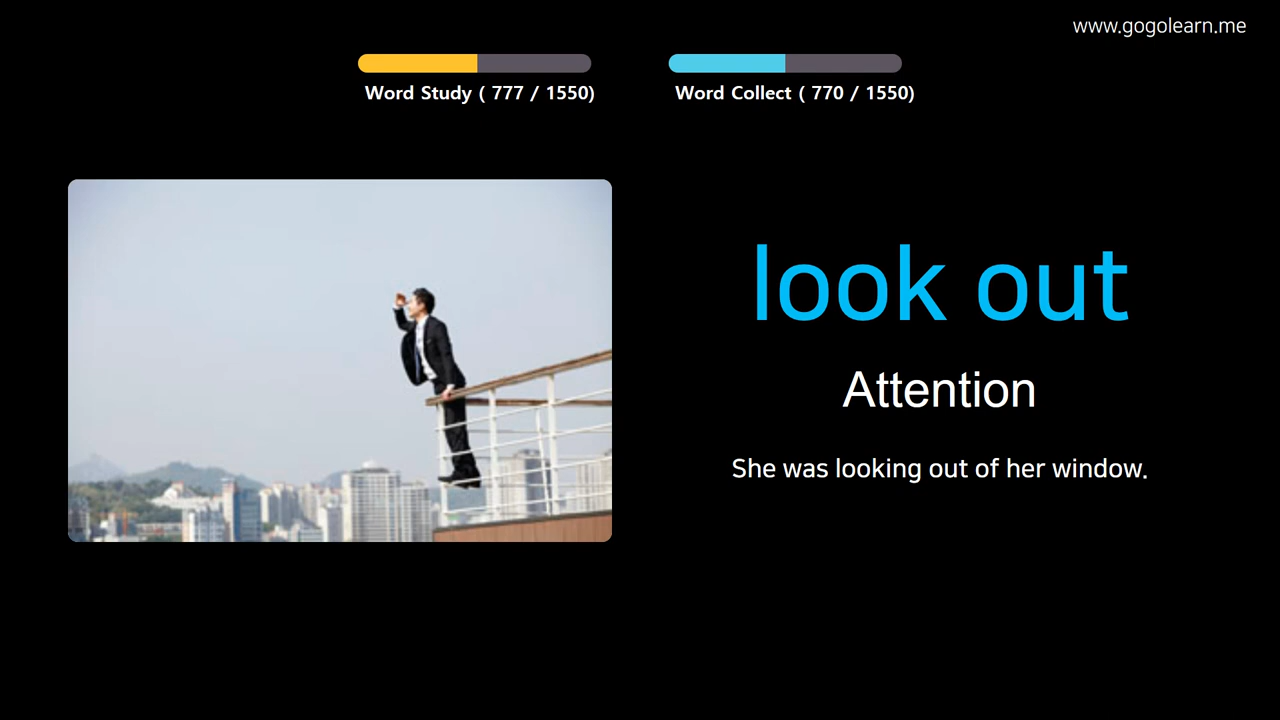 www.gogolearn.me
Word Study ( 777 / 1550)
Word Collect ( 770 / 1550)
look out
Attention
She was looking out of her window.